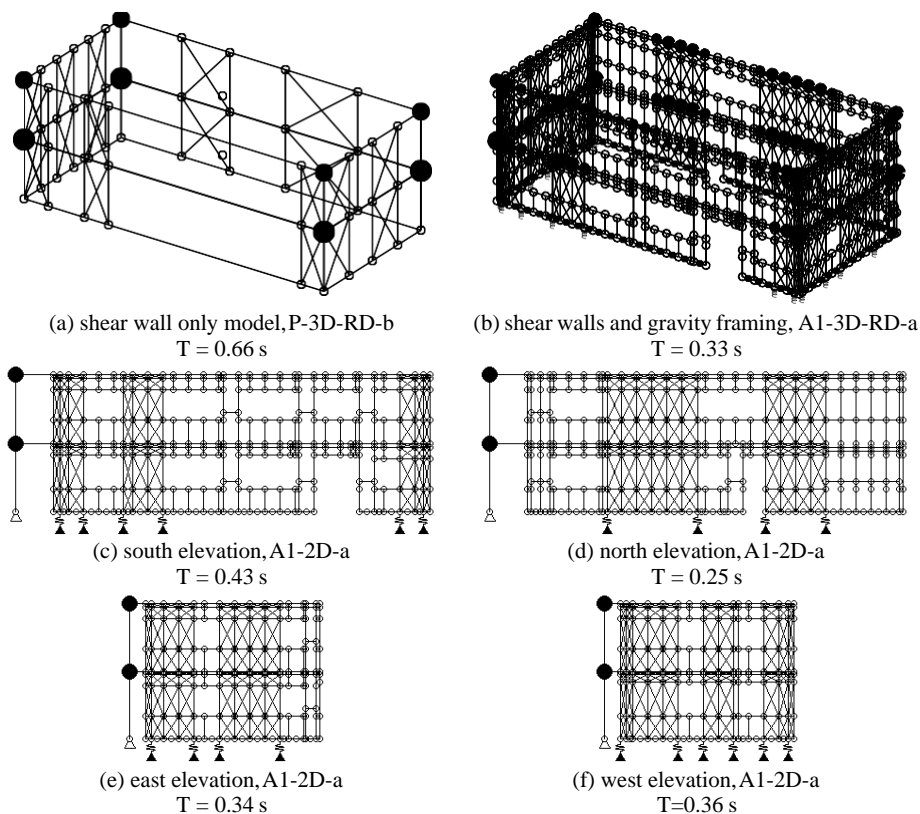 (a) shear wall only model, P-3D-RD-b
T = 0.66 s
(b) shear walls and gravity framing, A1-3D-RD-a
T = 0.33 s
(c) south elevation, A1-2D-a
T = 0.43 s
(d) north elevation, A1-2D-a
T = 0.25 s
(e) east elevation, A1-2D-a
T = 0.34 s
(f) west elevation, A1-2D-a
T=0.36 s